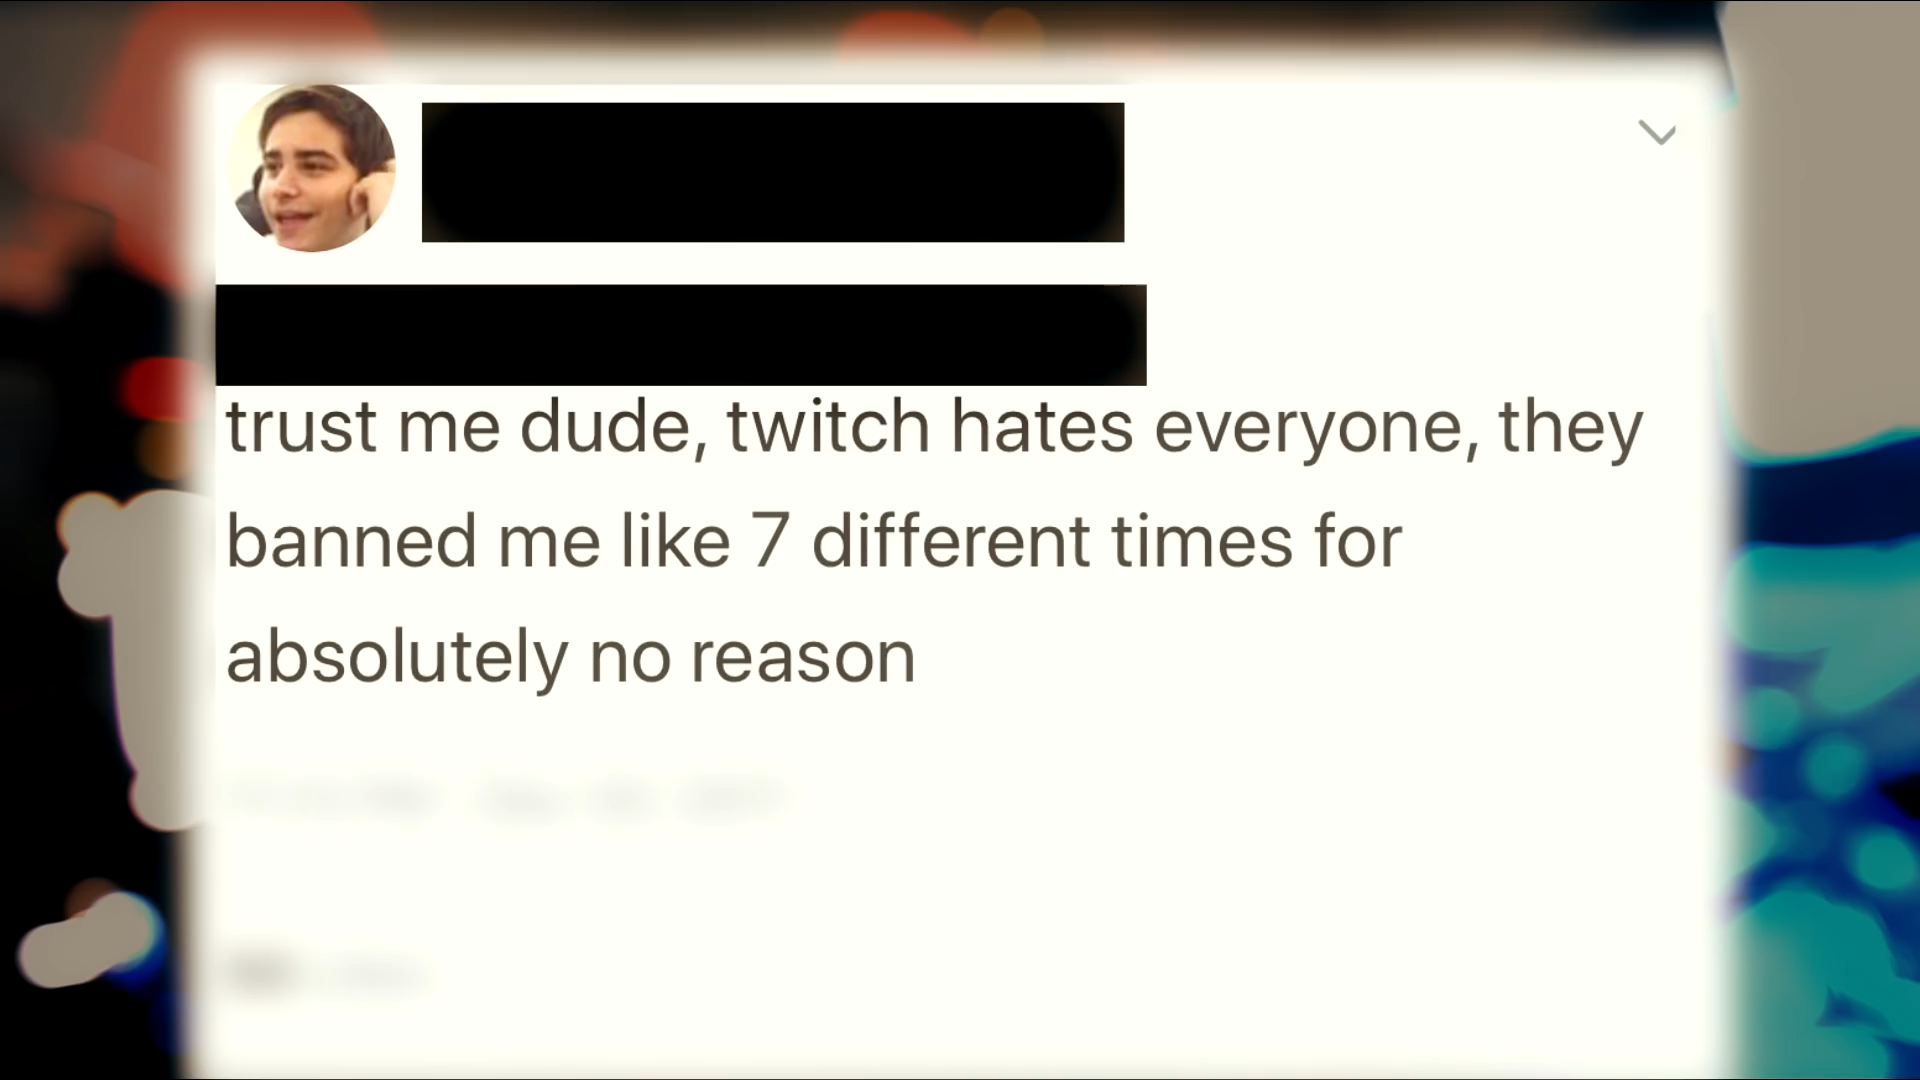 trust me dude, twitch hates everyone, they
banned me like 7 different times for
absolutely no reason